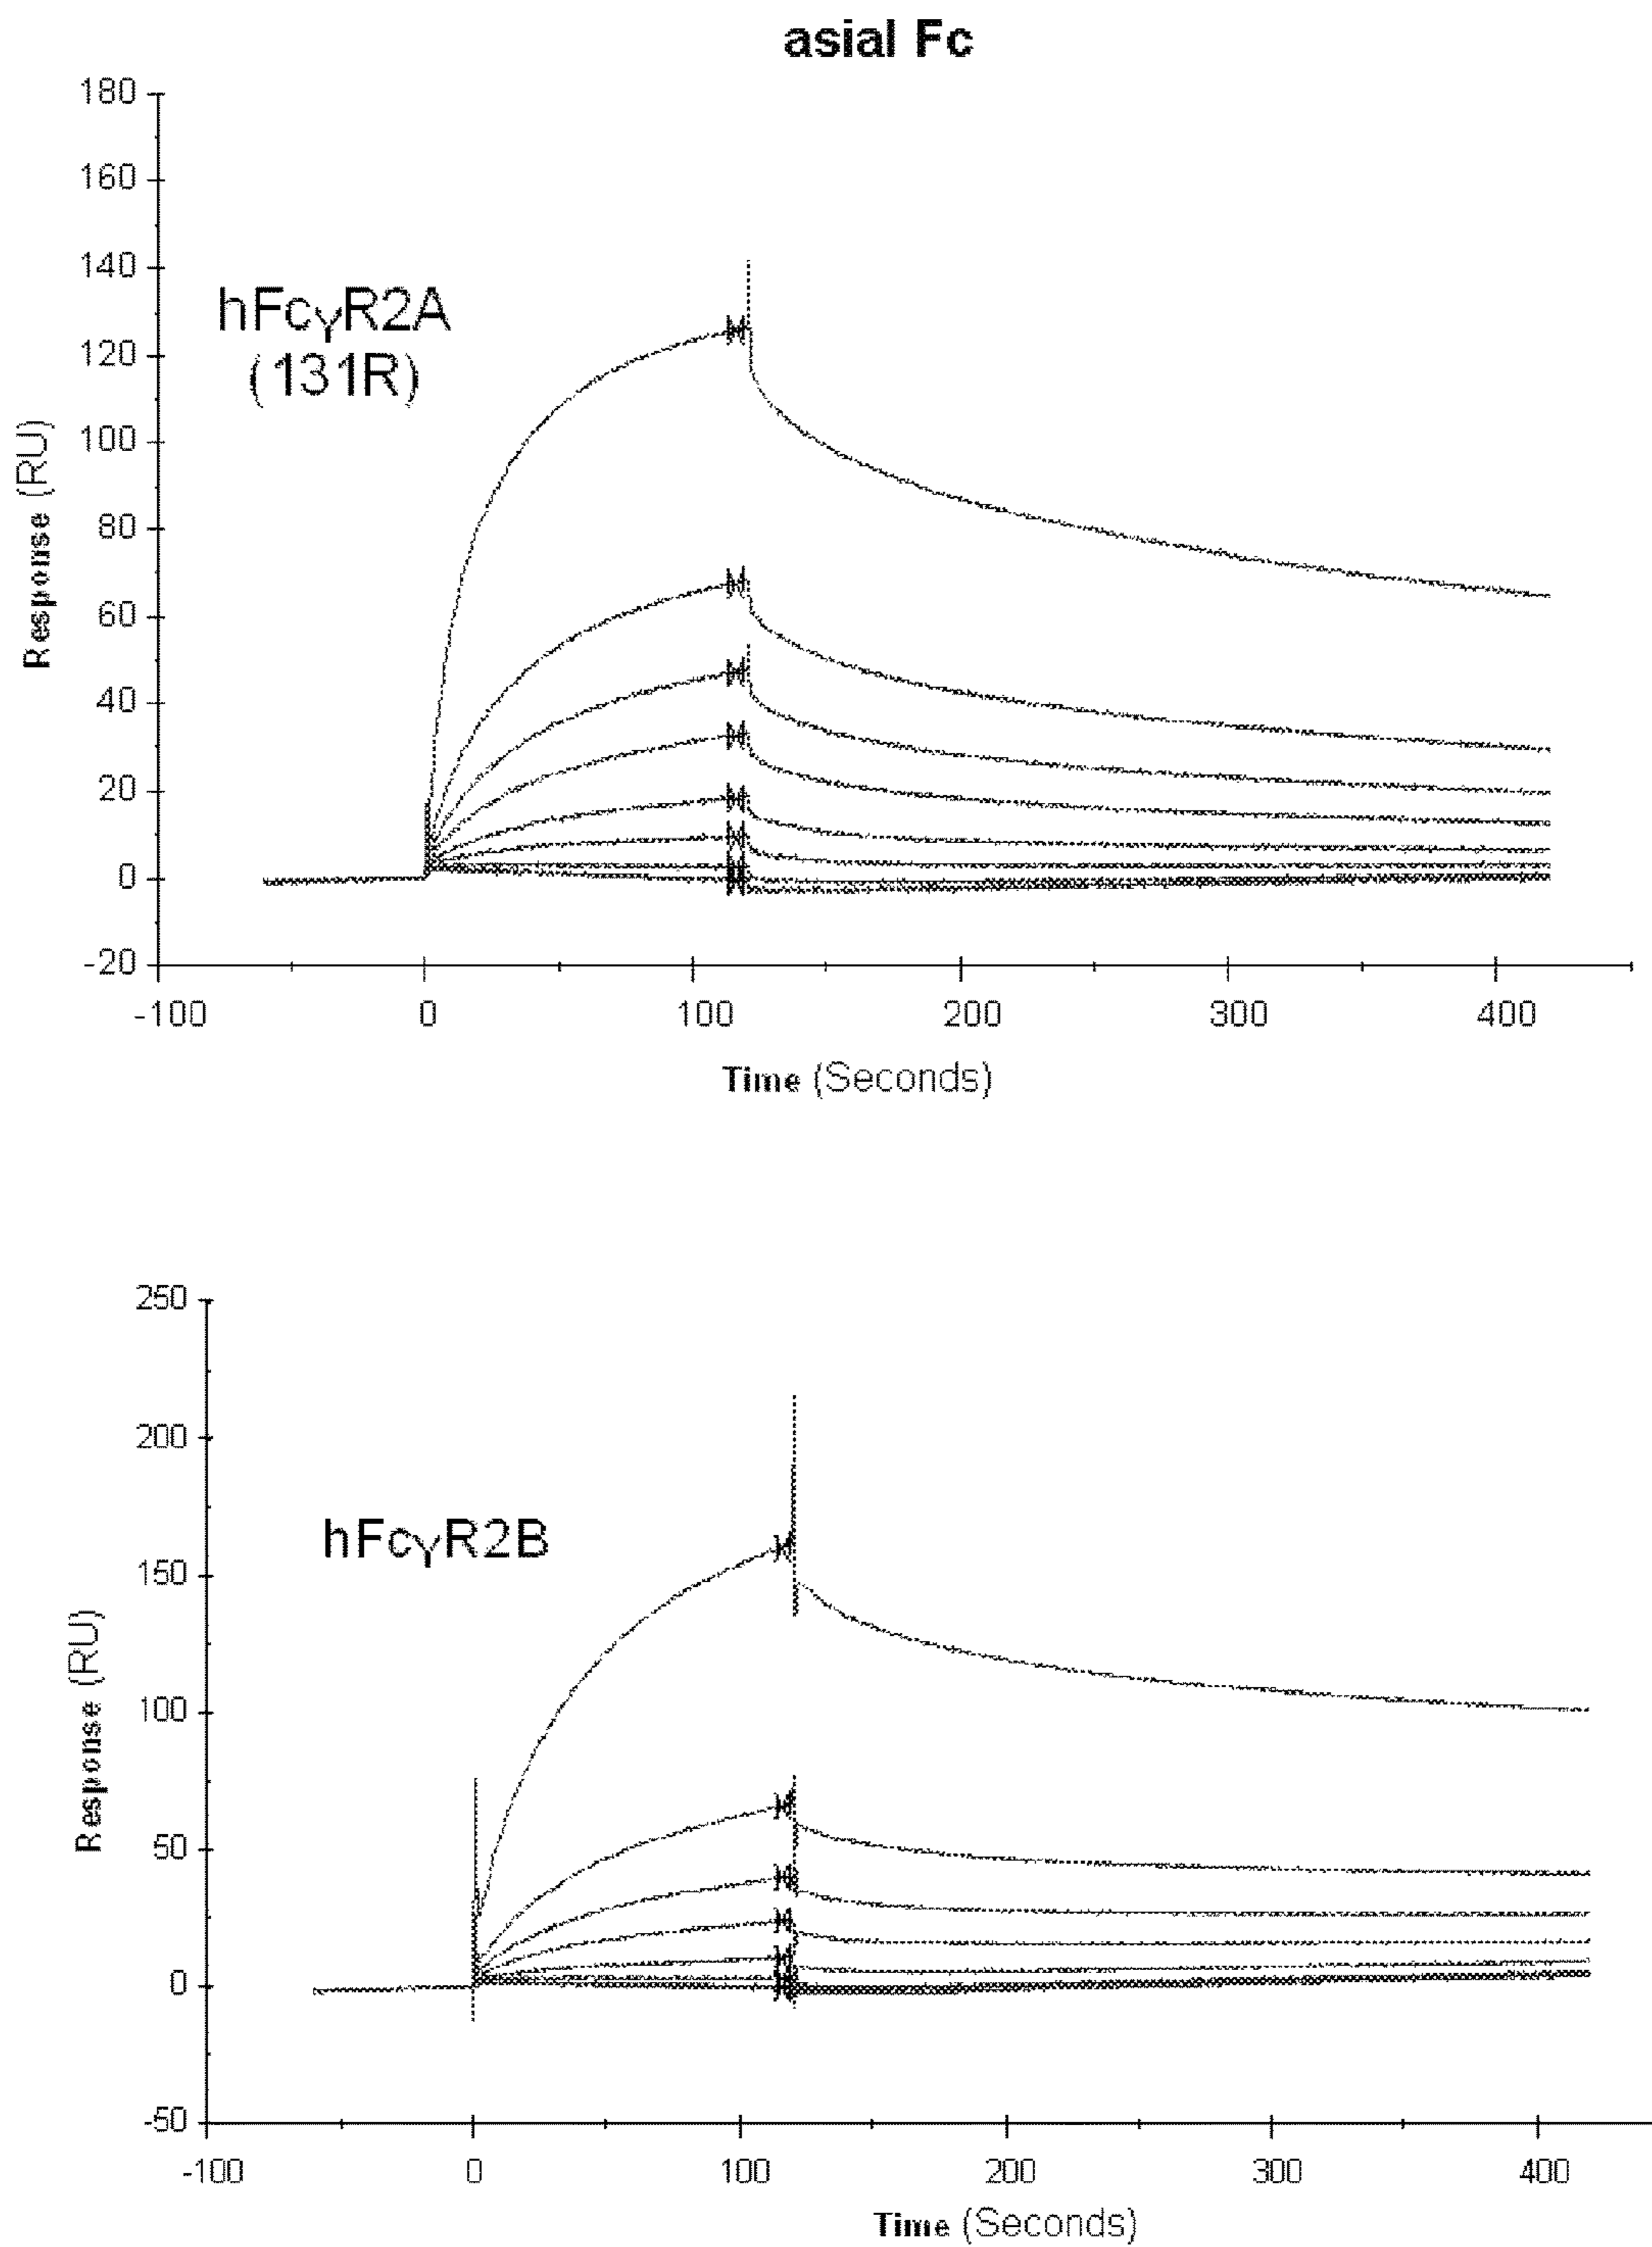 asial Fc
180
160
140
120
100
80
60
40
20
0
-20
hFcγR2A
(131R)
Response (RU)
-100 0 100 200 300 400
Time (Seconds)
250
200
150
100
50
0
-50
hFcγR2B
Response (RU)
-100 0 100 200 300 400
Time (Seconds)